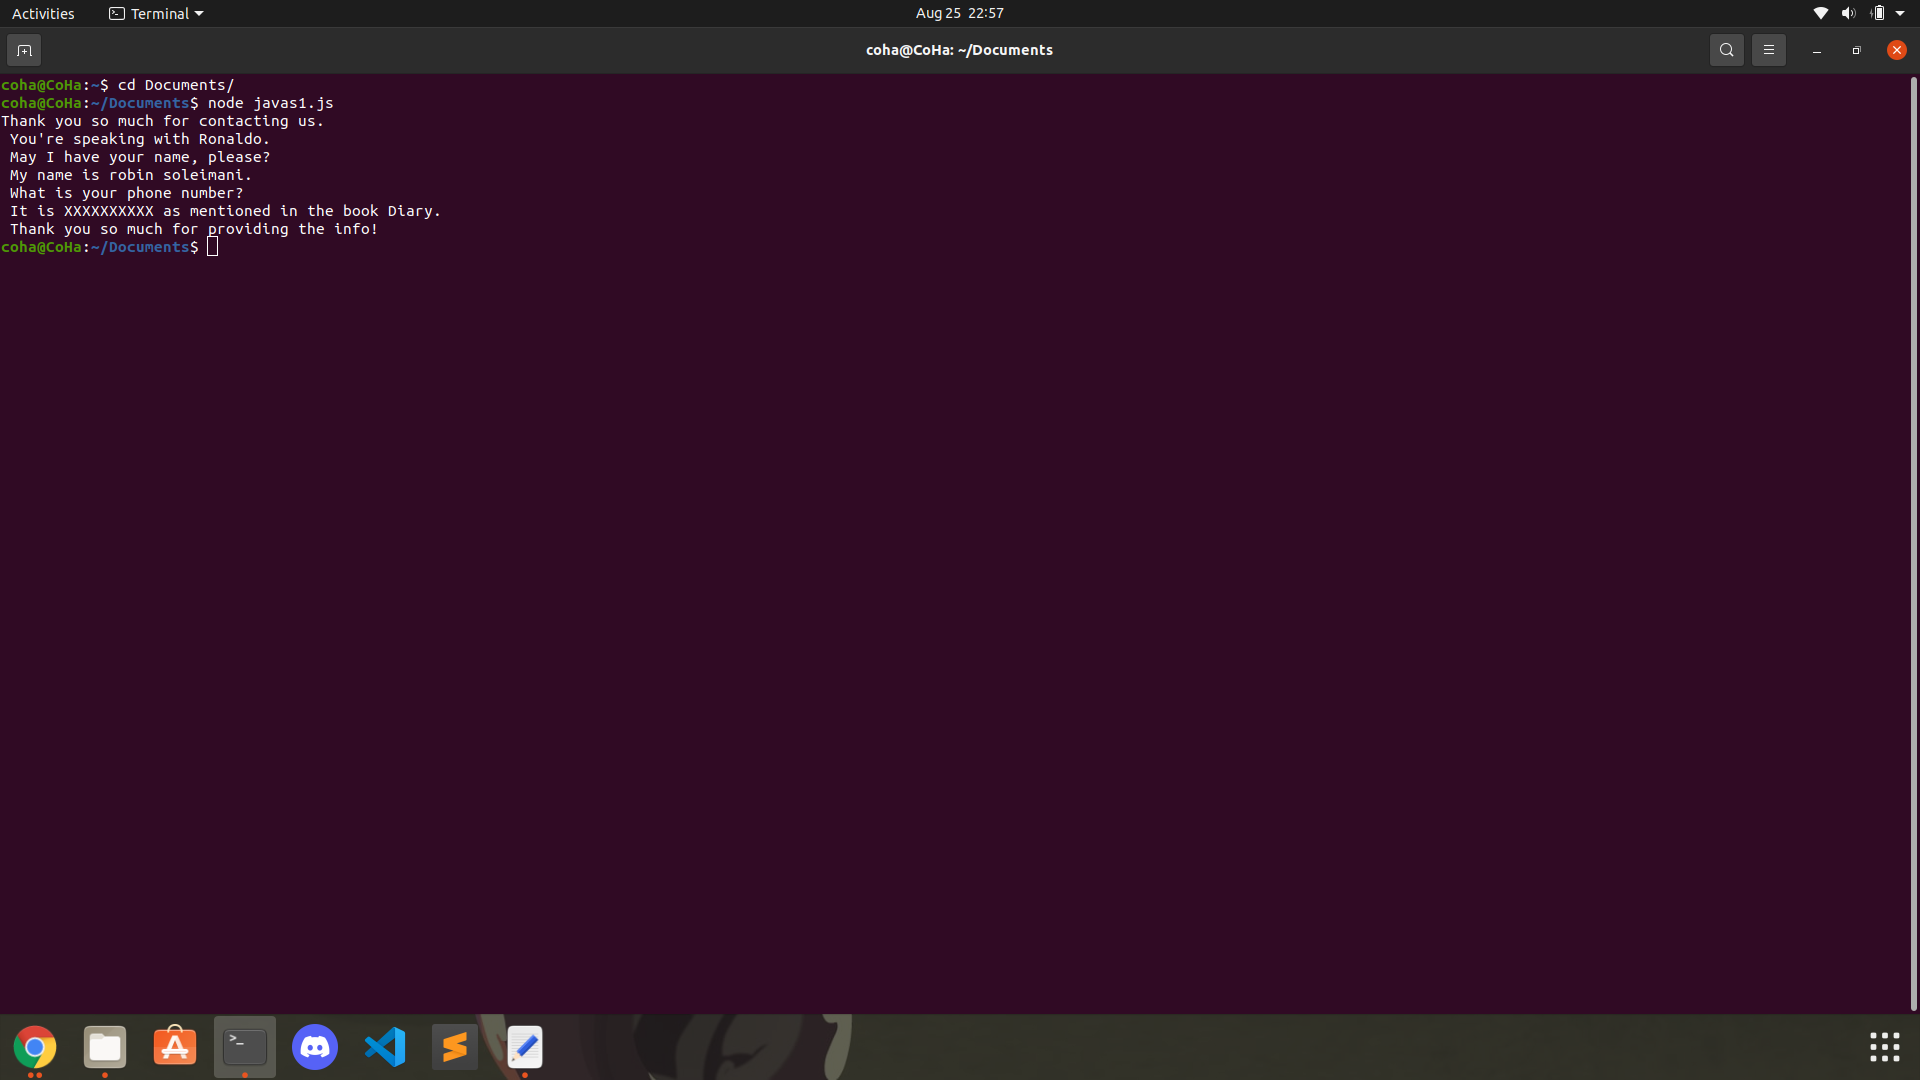 Activities Terminal Aug 25 22:57
coha@CoHa: ~/Documents
coha@CoHa:~$ cd Documents/
coha@CoHa:~/Documents$ node javas1.js
Thank you so much for contacting us.
You're speaking with Ronaldo.
May I have your name, please?
My name is robin soleimani.
What is your phone number?
It is XXXXXXXXXX as mentioned in the book Diary.
Thank you so much for providing the info!
coha@CoHa:~/Documents$